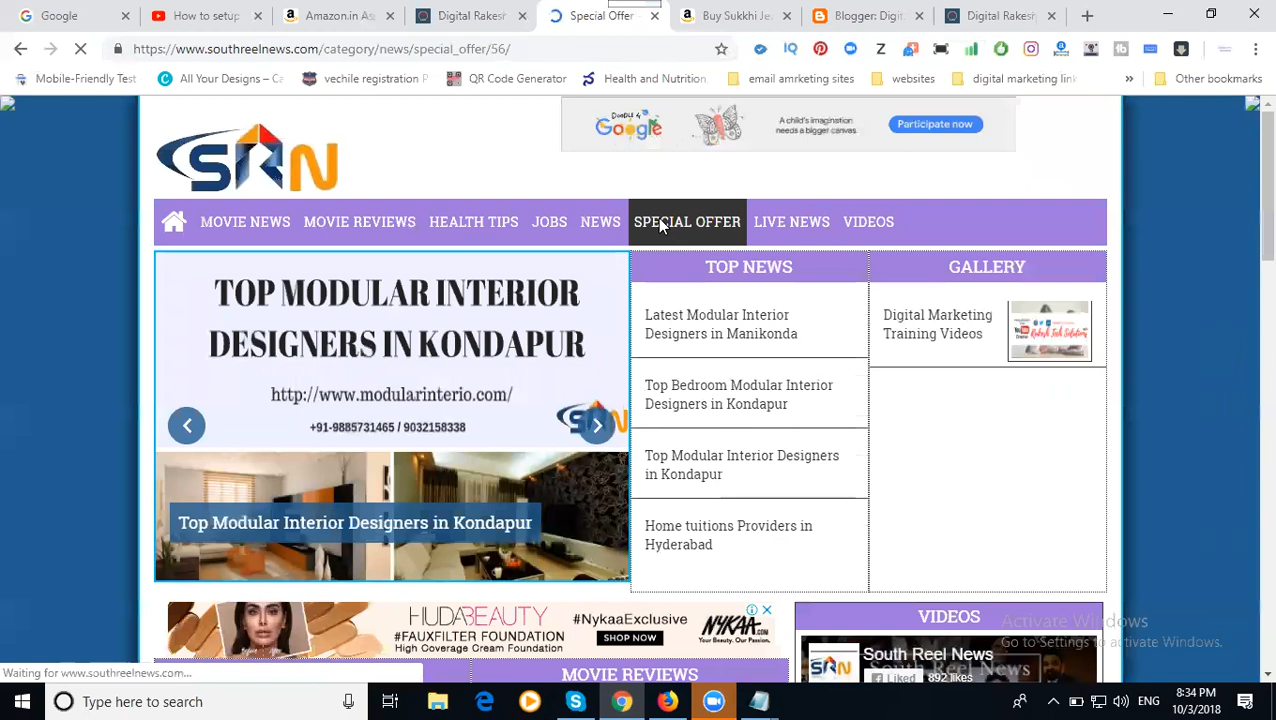 Google
How to setup
Amazon.in As
Digital Rakesh
Special Offer -
Buy Sukkhi Je
Blogger: Digit
Digital Rakesh
https://www.southreelnews.com/category/news/special_offer/56/
Mobile-Friendly Test
All Your Designs – Ca
vechile registration P
QR Code Generator
Health and Nutrition
email amrketing sites
websites
digital marketing link
Other bookmarks
SRN
Doodle 4
Google
A child's imagination
needs a bigger canvas.
Participate now
MOVIE NEWS MOVIE REVIEWS HEALTH TIPS JOBS NEWS SPECIAL OFFER LIVE NEWS VIDEOS
TOP MODULAR INTERIOR
DESIGNERS IN KONDAPUR
http://www.modularinterio.com/
+91-9885731465 / 9032158338
Top Modular Interior Designers in Kondapur
TOP NEWS
Latest Modular Interior
Designers in Manikonda
Top Bedroom Modular Interior
Designers in Kondapur
Top Modular Interior Designers
in Kondapur
Home tuitions Providers in
Hyderabad
GALLERY
Digital Marketing
Training Videos
HUDABEAUTY
#FAUXFILTER FOUNDATION
High Coverage Cream Foundation
#NykaaExclusive
SHOP NOW
NYKAA.COM
Your Beauty. Our Passion.
VIDEOS
South Reel News
Liked 892 likes
MOVIE REVIEWS
Activate Windows
Go to Settings to activate Windows.
Waiting for www.southreelnews.com...
Type here to search
ENG
8:34 PM
10/3/2018